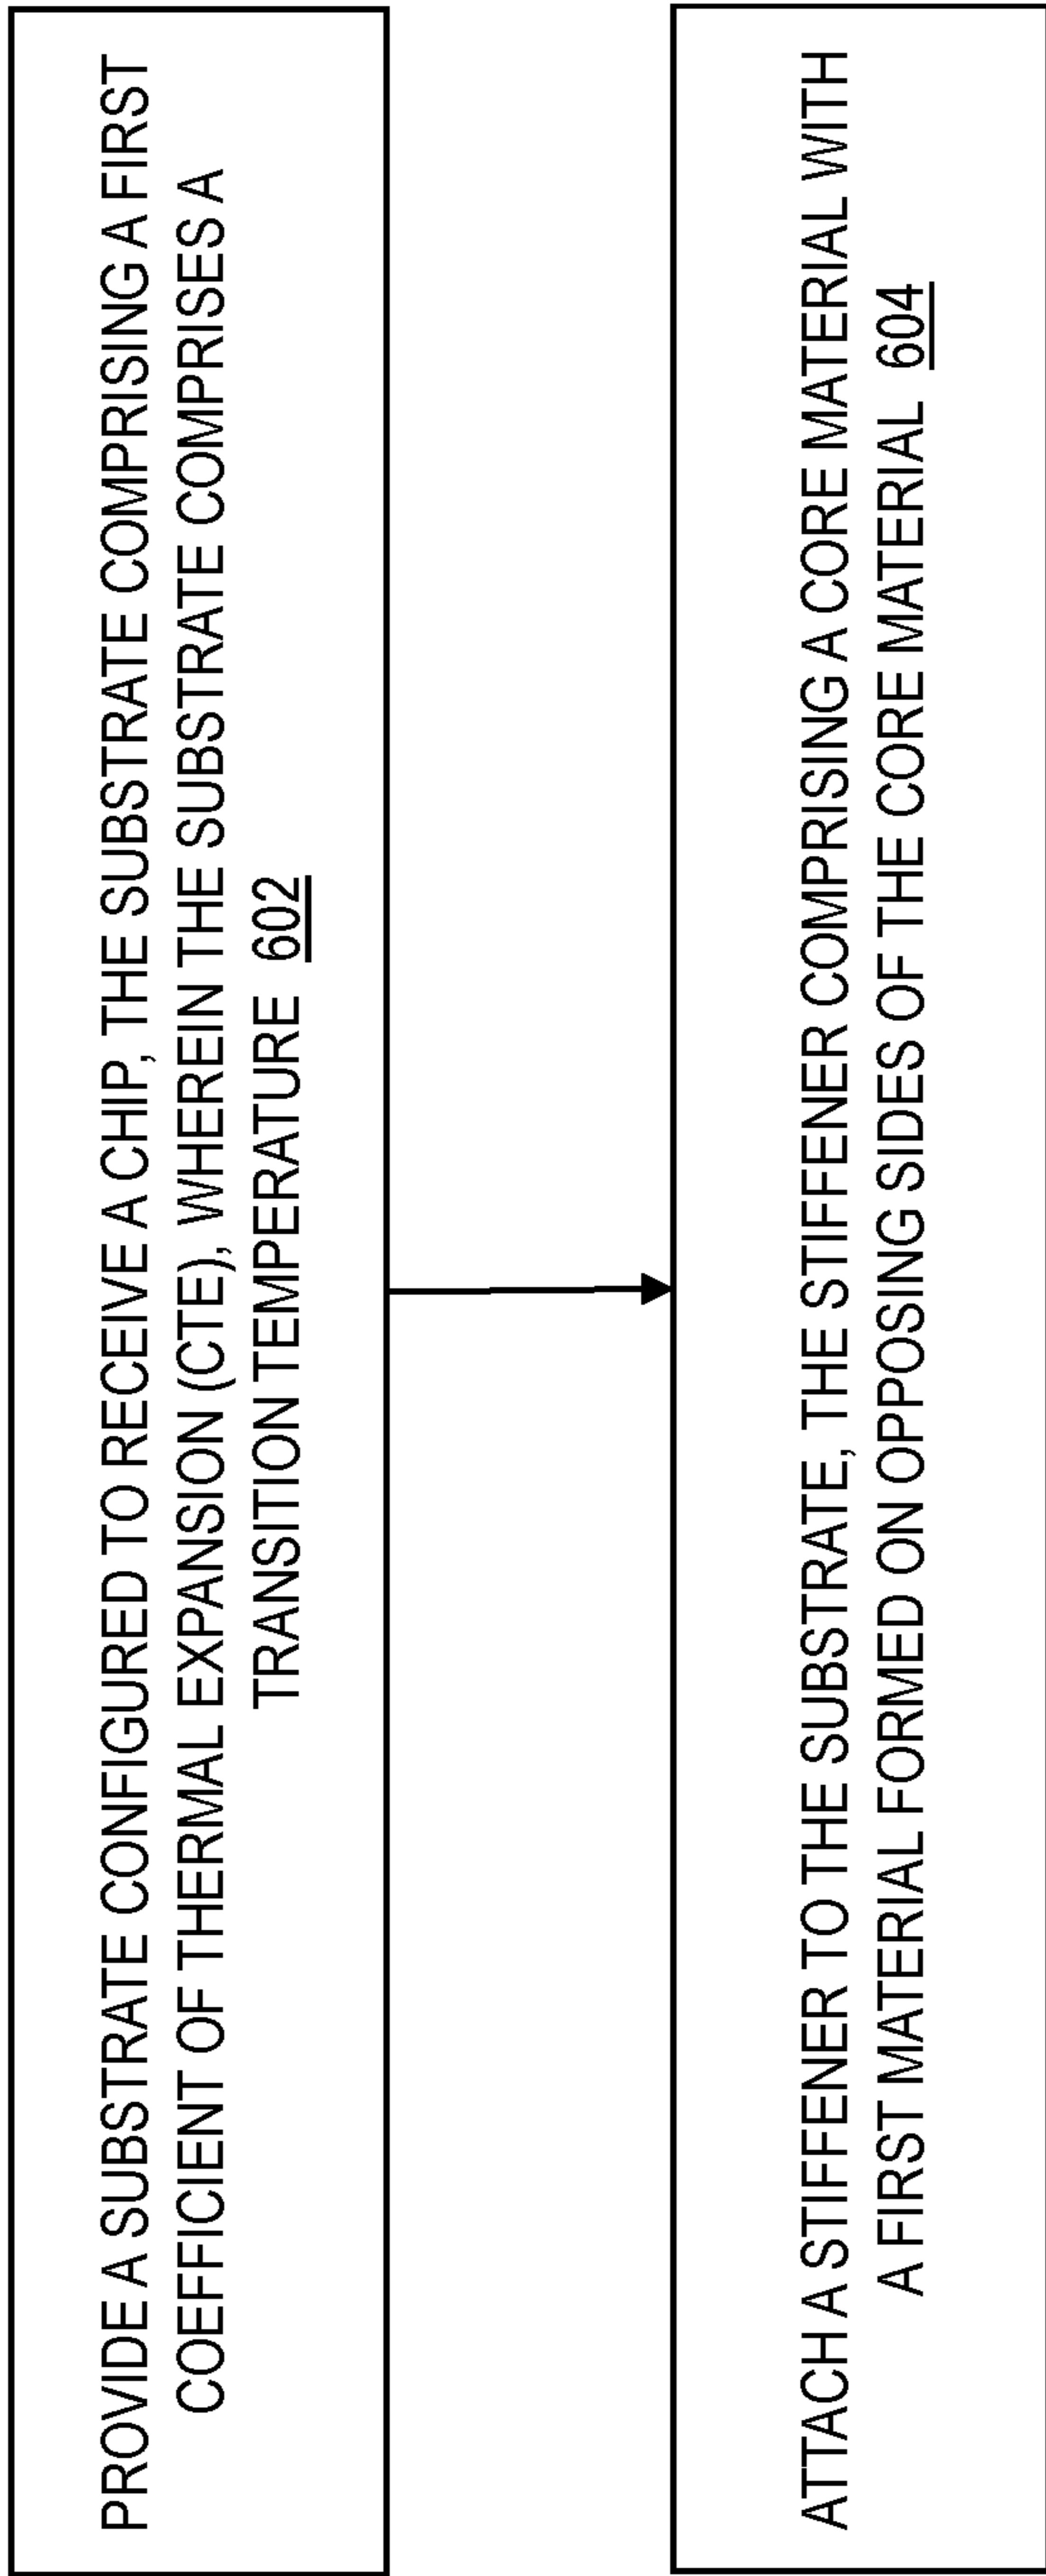 PROVIDE A SUBSTRATE CONFIGURED TO RECEIVE A CHIP, THE SUBSTRATE COMPRISING A FIRST
COEFFICIENT OF THERMAL EXPANSION (CTE), WHEREIN THE SUBSTRATE COMPRISES A
TRANSITION TEMPERATURE 602
ATTACH A STIFFENER TO THE SUBSTRATE, THE STIFFENER COMPRISING A CORE MATERIAL WITH
A FIRST MATERIAL FORMED ON OPPOSING SIDES OF THE CORE MATERIAL 604